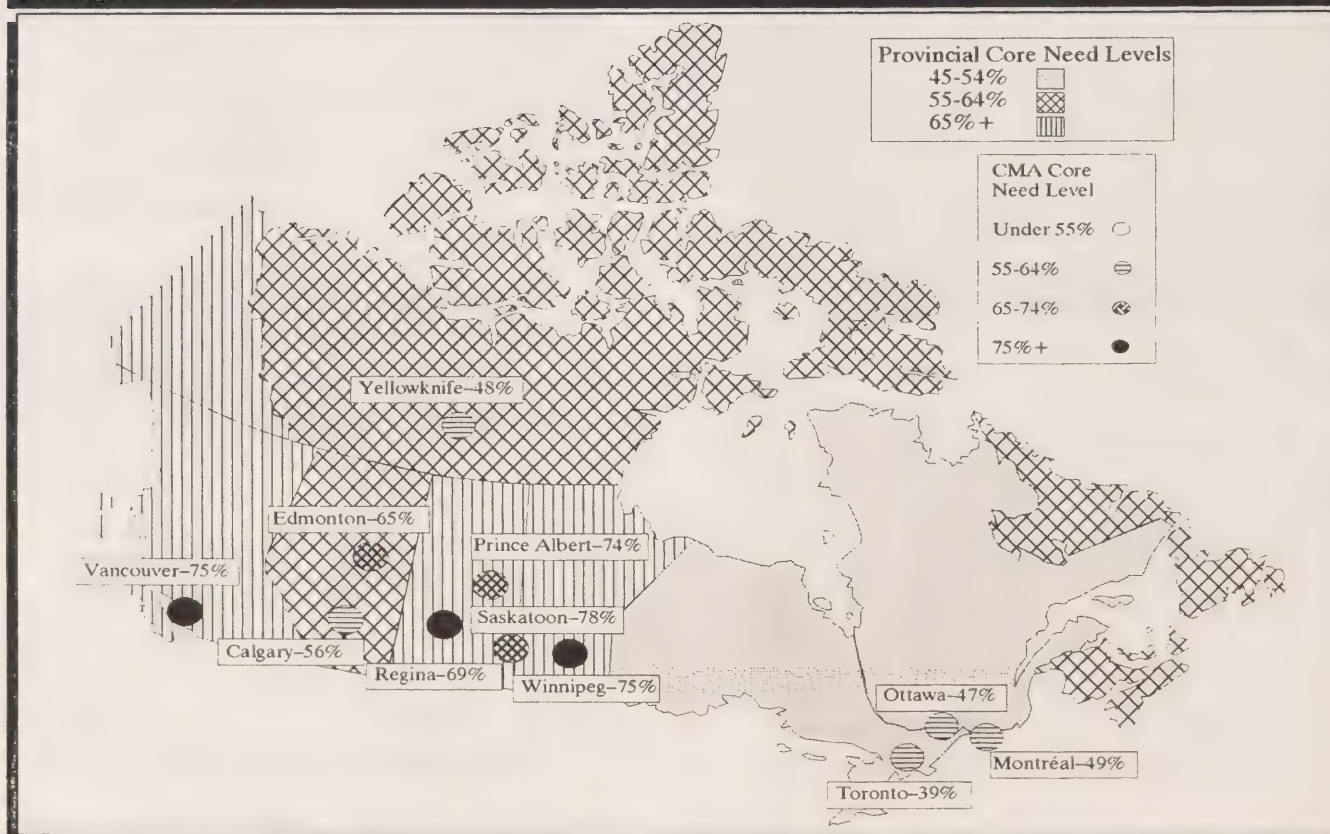 Provincial Core Need Levels
45-54%
55-64%
65%+
CMA Core
Need Level
Under 55%
55-64%
65-74%
75%+
Yellowknife–48%
Edmonton–65%
Prince Albert–74%
Vancouver–75%
Saskatoon–78%
Calgary–56%
Regina–69%
Winnipeg–75%
Ottawa–47%
Montréal–49%
Toronto–39%